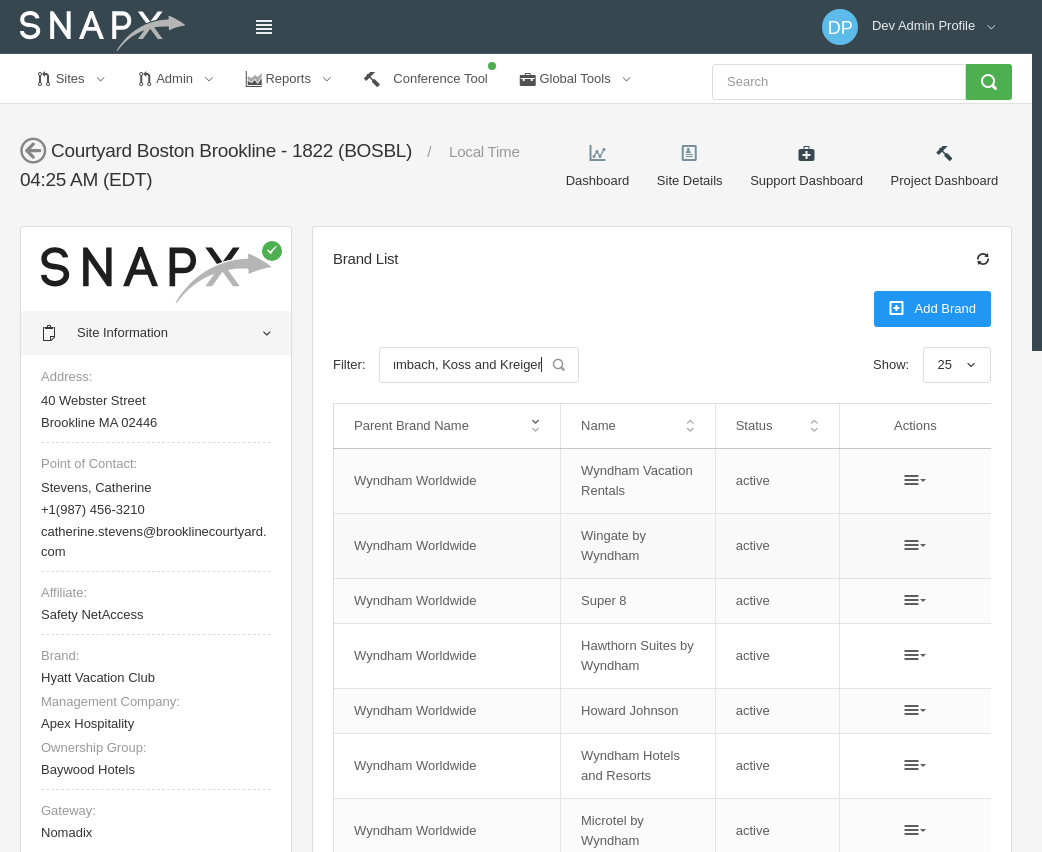 SNAPX
DP
Dev Admin Profile
Sites
Admin
Reports
Conference Tool
Global Tools
Search
Courtyard Boston Brookline - 1822 (BOSBL) / Local Time
04:25 AM (EDT)
Dashboard
Site Details
Support Dashboard
Project Dashboard
SNAPX
Site Information
Address:
40 Webster Street
Brookline MA 02446
Point of Contact:
Stevens, Catherine
+1(987) 456-3210
catherine.stevens@brooklinecourtyard.
com
Affiliate:
Safety NetAccess
Brand:
Hyatt Vacation Club
Management Company:
Apex Hospitality
Ownership Group:
Baywood Hotels
Gateway:
Nomadix
Brand List
Add Brand
Filter:
mbach, Koss and Kreiger
Show:
25
Parent Brand Name
Name
Status
Actions
Wyndham Worldwide
Wyndham Vacation
Rentals
active
Wyndham Worldwide
Wingate by
Wyndham
active
Wyndham Worldwide
Super 8
active
Wyndham Worldwide
Hawthorn Suites by
Wyndham
active
Wyndham Worldwide
Howard Johnson
active
Wyndham Worldwide
Wyndham Hotels
and Resorts
active
Wyndham Worldwide
Microtel by
Wyndham
active